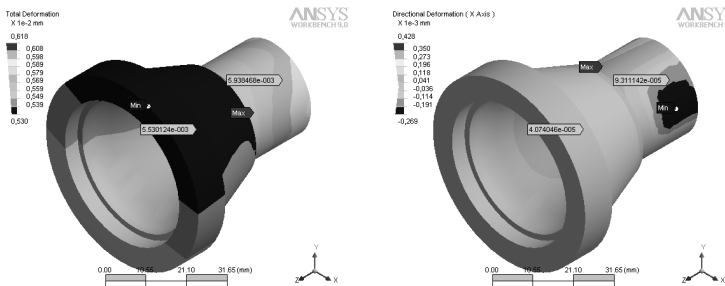 Total Deformation
X 1e-2 mm
0,618
0,608
0,598
0,589
0,579
0,569
0,559
0,549
0,539
0,530
ANSYS
WORKBENCH 9.0
5.938468e-003
Min
Max
5.530124e-003
0.00
10.55
21.10
31.65 (mm)
Y
Z
X
Directional Deformation ( X Axis )
X 1e-3 mm
0,428
0,350
0,273
0,196
0,118
0,041
-0,036
-0,114
-0,191
-0,269
ANSYS
WORKBENCH 9.0
Max
9.311142e-005
Min
4.074046e-005
0.00
10.55
21.10
31.65 (mm)
Y
Z
X